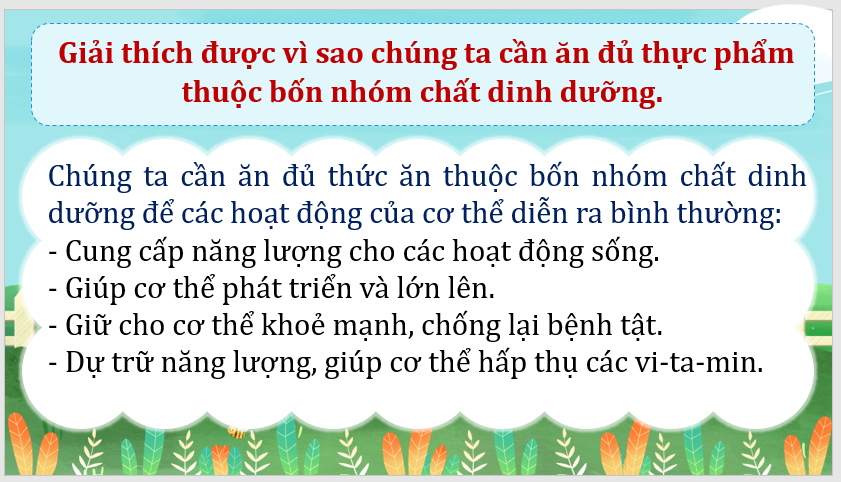 Giải thích được vì sao chúng ta cần ăn đủ thực phẩm
thuộc bốn nhóm chất dinh dưỡng.
Chúng ta cần ăn đủ thức ăn thuộc bốn nhóm chất dinh
dưỡng để các hoạt động của cơ thể diễn ra bình thường:
- Cung cấp năng lượng cho các hoạt động sống.
- Giúp cơ thể phát triển và lớn lên.
- Giữ cho cơ thể khoẻ mạnh, chống lại bệnh tật.
- Dự trữ năng lượng, giúp cơ thể hấp thụ các vi-ta-min.